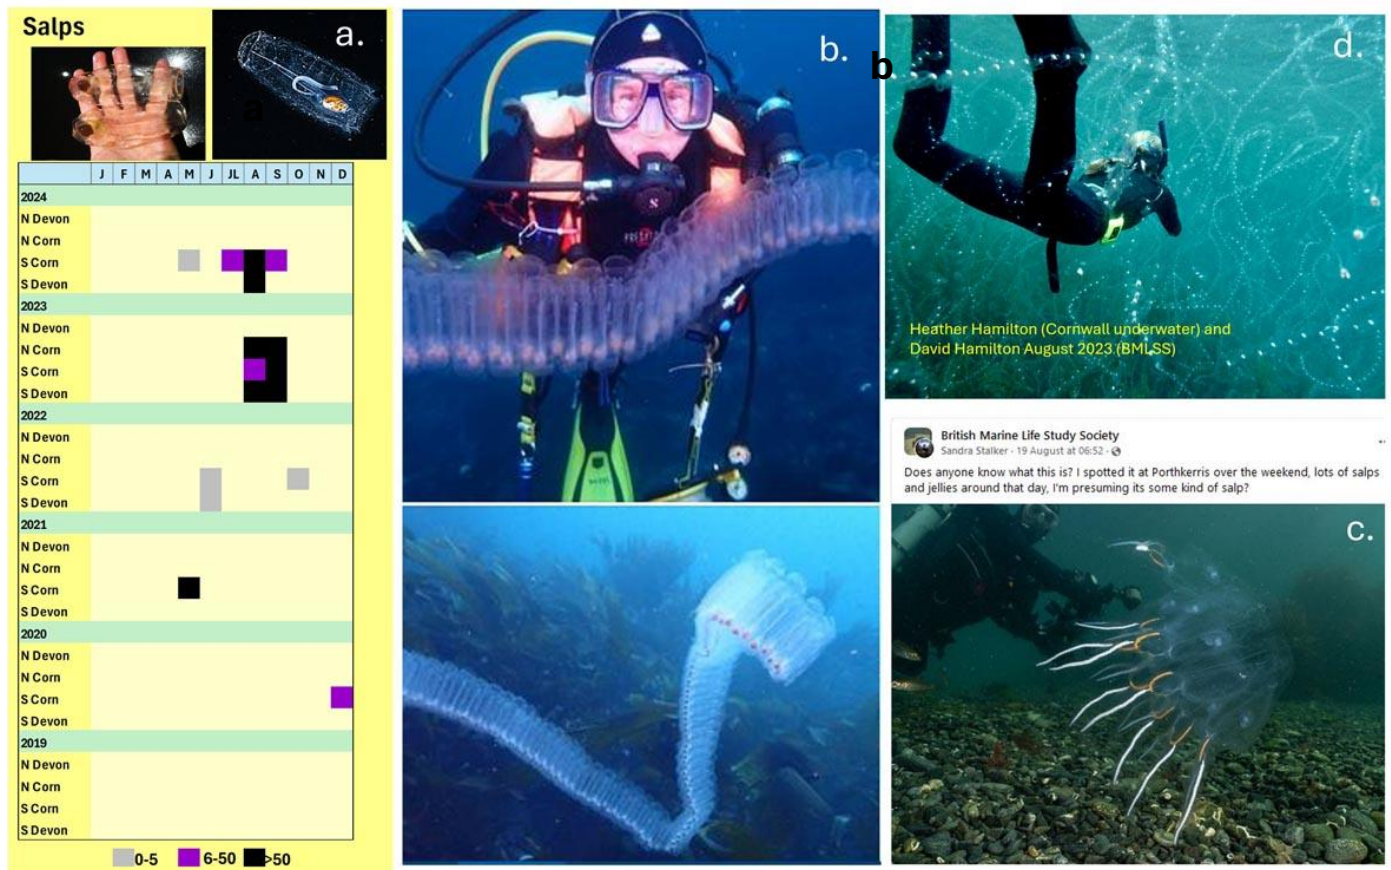 Salps
a.
a
J F M A M J JL A S O N D
2024
N Devon
N Corn
S Corn
S Devon
2023
N Devon
N Corn
S Corn
S Devon
2022
N Devon
N Corn
S Corn
S Devon
2021
N Devon
N Corn
S Corn
S Devon
2020
N Devon
N Corn
S Corn
S Devon
2019
N Devon
N Corn
S Corn
S Devon
0-5 6-50 >50
b.
b
d.
Heather Hamilton (Cornwall underwater) and
David Hamilton August 2023 (BMLSS)
British Marine Life Study Society
Sandra Stalker · 19 August at 06:52 ·
Does anyone know what this is? I spotted it at Porthkerris over the weekend, lots of salps
and jellies around that day, I'm presuming its some kind of salp?
c.